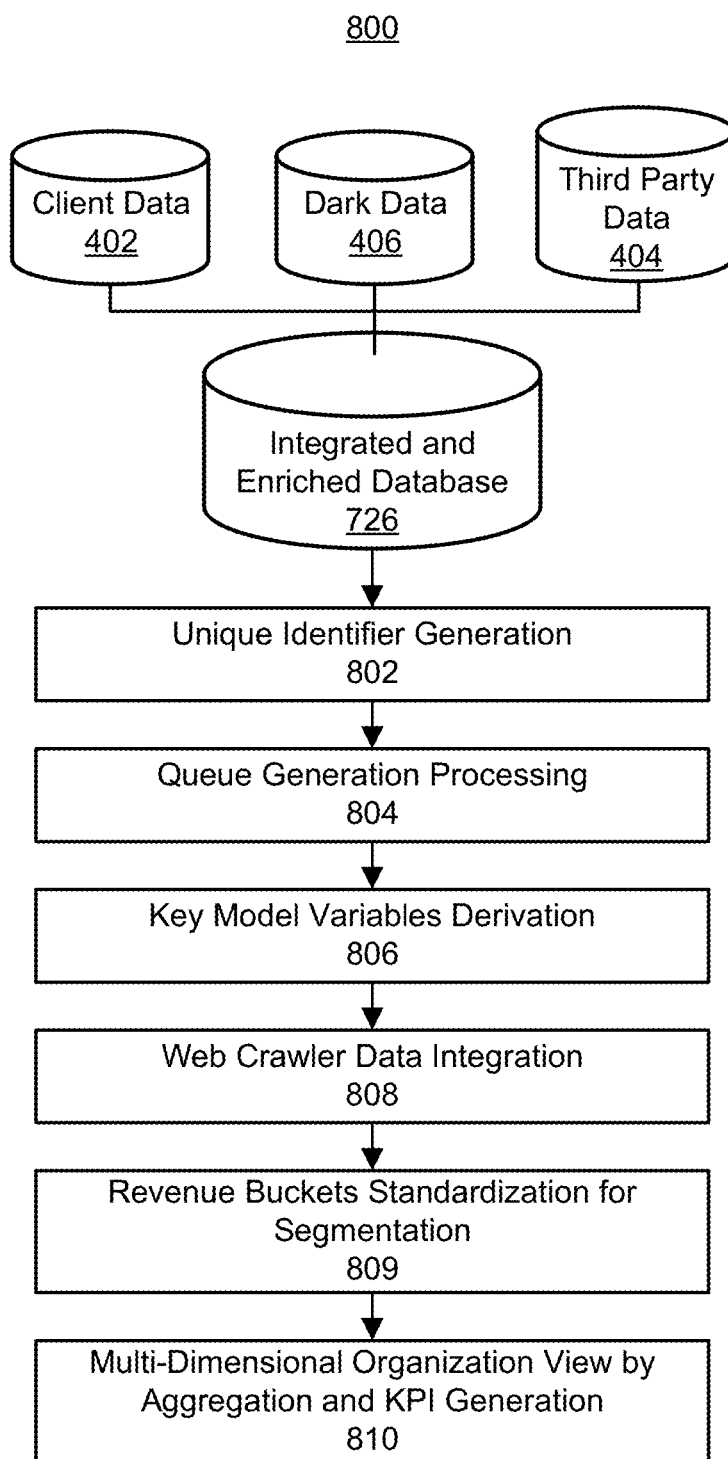 800
Client Data
402
Dark Data
406
Third Party
Data
404
Integrated and
Enriched Database
726
Unique Identifier Generation
802
Queue Generation Processing
804
Key Model Variables Derivation
806
Web Crawler Data Integration
808
Revenue Buckets Standardization for
Segmentation
809
Multi-Dimensional Organization View by
Aggregation and KPI Generation
810